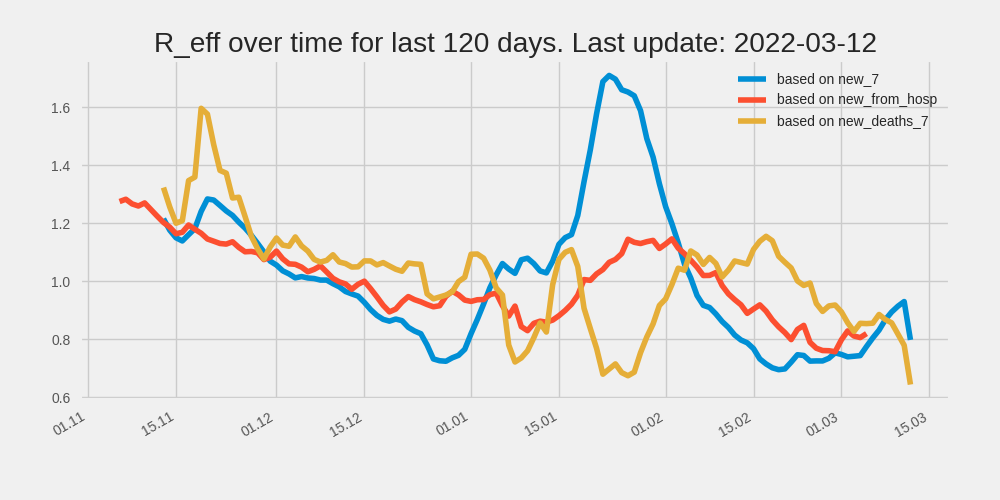 R_eff over time for last 120 days. Last update: 2022-03-12
based on new_7
based on new_from_hosp
based on new_deaths_7
1.6
1.4
1.2
1.0
0.8
0.6
01.11 15.11 01.12 15.12 01.01 15.01 01.02 15.02 01.03 15.03